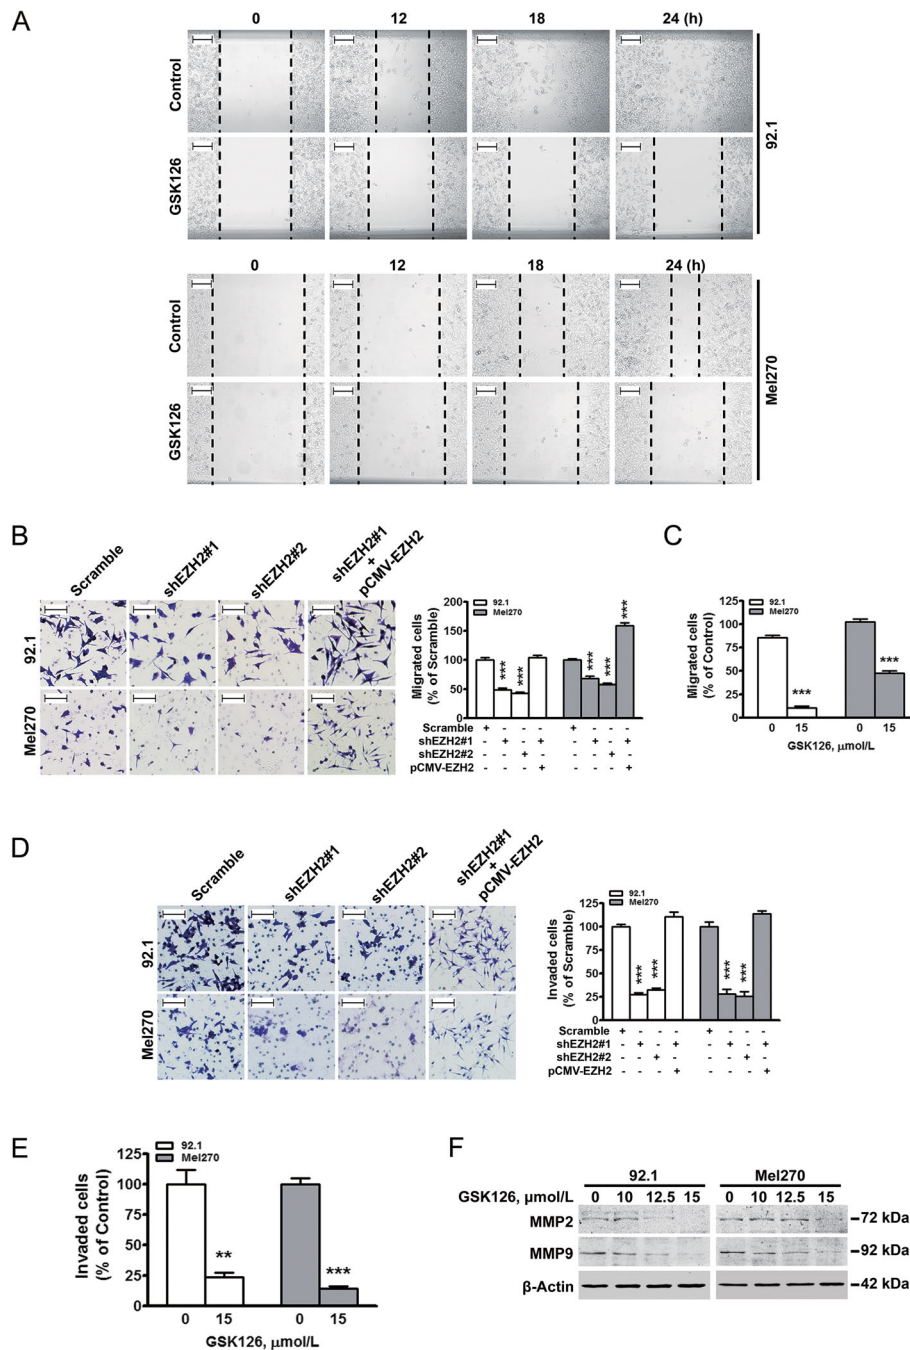 A
0 12 18 24 (h)
Control
GSK126
92.1
0 12 18 24 (h)
Control
GSK126
Mel270
B
Scramble
shEZH2#1
shEZH2#2
shEZH2#1
+
pCMV-EZH2
92.1
Mel270
92.1
Mel270
Migrated cells
(% of Scramble)
200
150
100
50
0
*** *** *** *** ***
Scramble + - - - + - - -
shEZH2#1 - + - + - + - +
shEZH2#2 - - + - - - + -
pCMV-EZH2 - - - + - - - +
C
92.1
Mel270
Migrated cells
(% of Control)
125
100
75
50
25
0
*** ***
0 15 0 15
GSK126, μmol/L
D
Scramble
shEZH2#1
shEZH2#2
shEZH2#1
+
pCMV-EZH2
92.1
Mel270
92.1
Mel270
Invaded cells
(% of Scramble)
125
100
75
50
25
0
*** *** *** ***
Scramble + - - - + - - -
shEZH2#1 - + - + - + - +
shEZH2#2 - - + - - - + -
pCMV-EZH2 - - - + - - - +
E
92.1
Mel270
Invaded cells
(% of Control)
125
100
75
50
25
0
** ***
0 15 0 15
GSK126, μmol/L
F
92.1 Mel270
GSK126, μmol/L 0 10 12.5 15 0 10 12.5 15
MMP2 –72 kDa
MMP9 –92 kDa
β-Actin –42 kDa